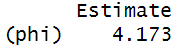 Estimate
(phi) 4.173